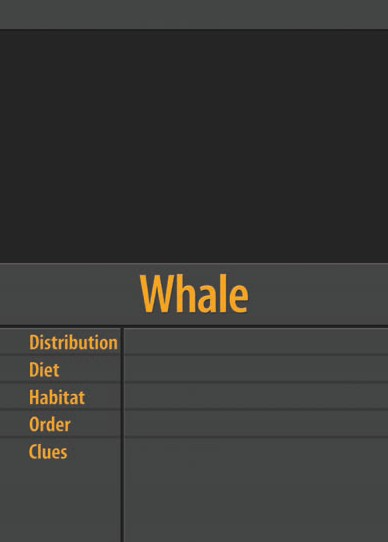 Whale
Distribution
Diet
Habitat
Order
Clues